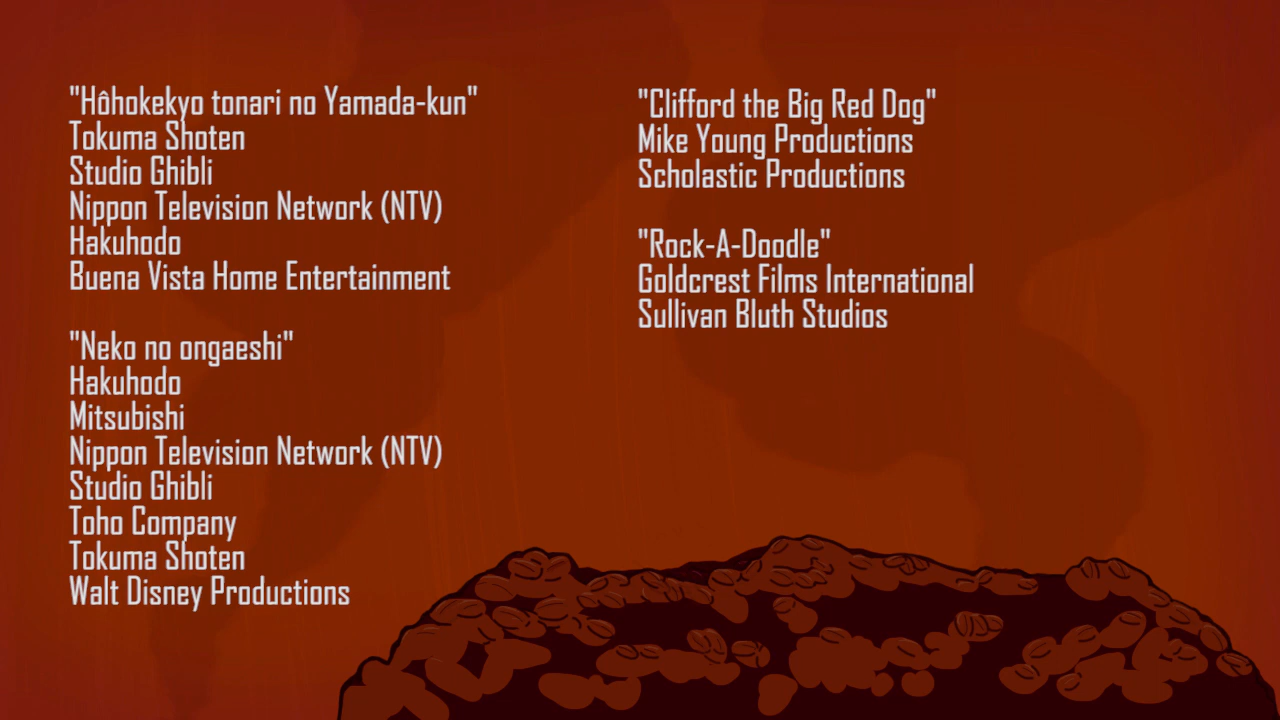 "Hôhokekyo tonari no Yamada-kun"
Tokuma Shoten
Studio Ghibli
Nippon Television Network (NTV)
Hakuhodo
Buena Vista Home Entertainment
"Neko no ongaeshi"
Hakuhodo
Mitsubishi
Nippon Television Network (NTV)
Studio Ghibli
Toho Company
Tokuma Shoten
Walt Disney Productions
"Clifford the Big Red Dog"
Mike Young Productions
Scholastic Productions
"Rock-A-Doodle"
Goldcrest Films International
Sullivan Bluth Studios